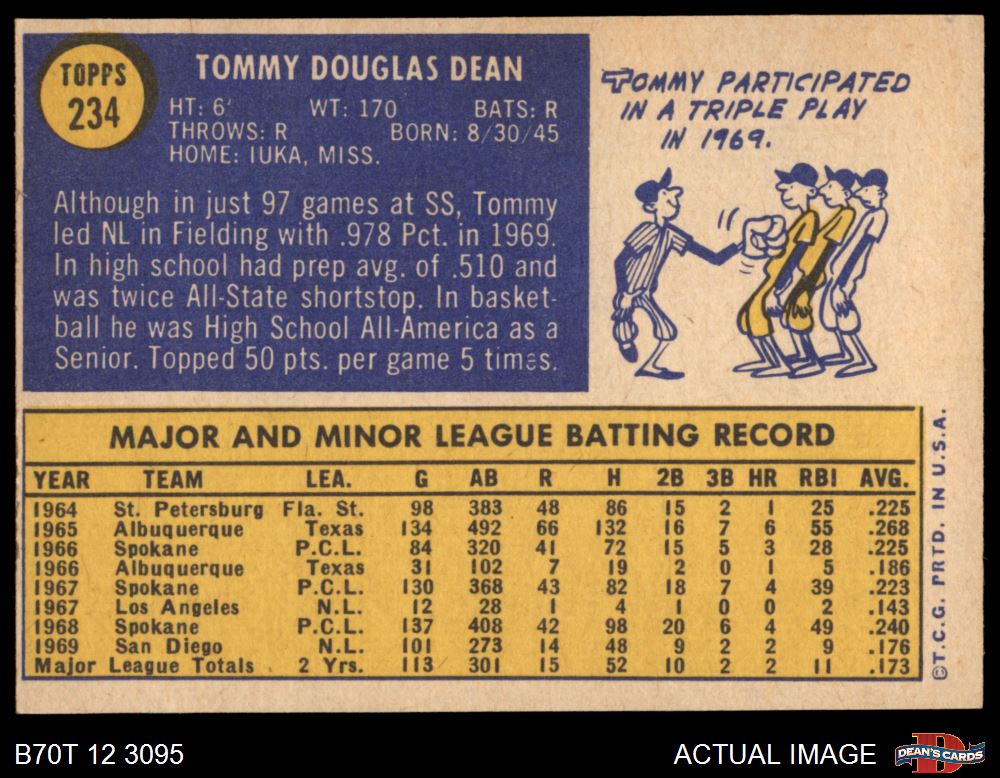 TOPPS
234
TOMMY DOUGLAS DEAN
HT: 6' WT: 170 BATS: R
THROWS: R BORN: 8/30/45
HOME: IUKA, MISS.
Although in just 97 games at SS, Tommy
led NL in Fielding with .978 Pct. in 1969.
In high school had prep avg. of .510 and
was twice All-State shortstop. In basket-
ball he was High School All-America as a
Senior. Topped 50 pts. per game 5 times.
TOMMY PARTICIPATED
IN A TRIPLE PLAY
IN 1969.
MAJOR AND MINOR LEAGUE BATTING RECORD
YEAR TEAM LEA. G AB R H 2B 3B HR RBI AVG.
1964 St. Petersburg Fla. St. 98 383 48 86 15 2 1 25 .225
1965 Albuquerque Texas 134 492 66 132 16 7 6 55 .268
1966 Spokane P.C.L. 84 320 41 72 15 5 3 28 .225
1966 Albuquerque Texas 31 102 7 19 2 0 1 5 .186
1967 Spokane P.C.L. 130 368 43 82 18 7 4 39 .223
1967 Los Angeles N.L. 12 28 1 4 1 0 0 2 .143
1968 Spokane P.C.L. 137 408 42 98 20 6 4 49 .240
1969 San Diego N.L. 101 273 14 48 9 2 2 9 .176
Major League Totals 2 Yrs. 113 301 15 52 10 2 2 11 .173
©T.C.G. PRTD. IN U.S.A.
B70T 12 3095
ACTUAL IMAGE
DEAN'S CARDS